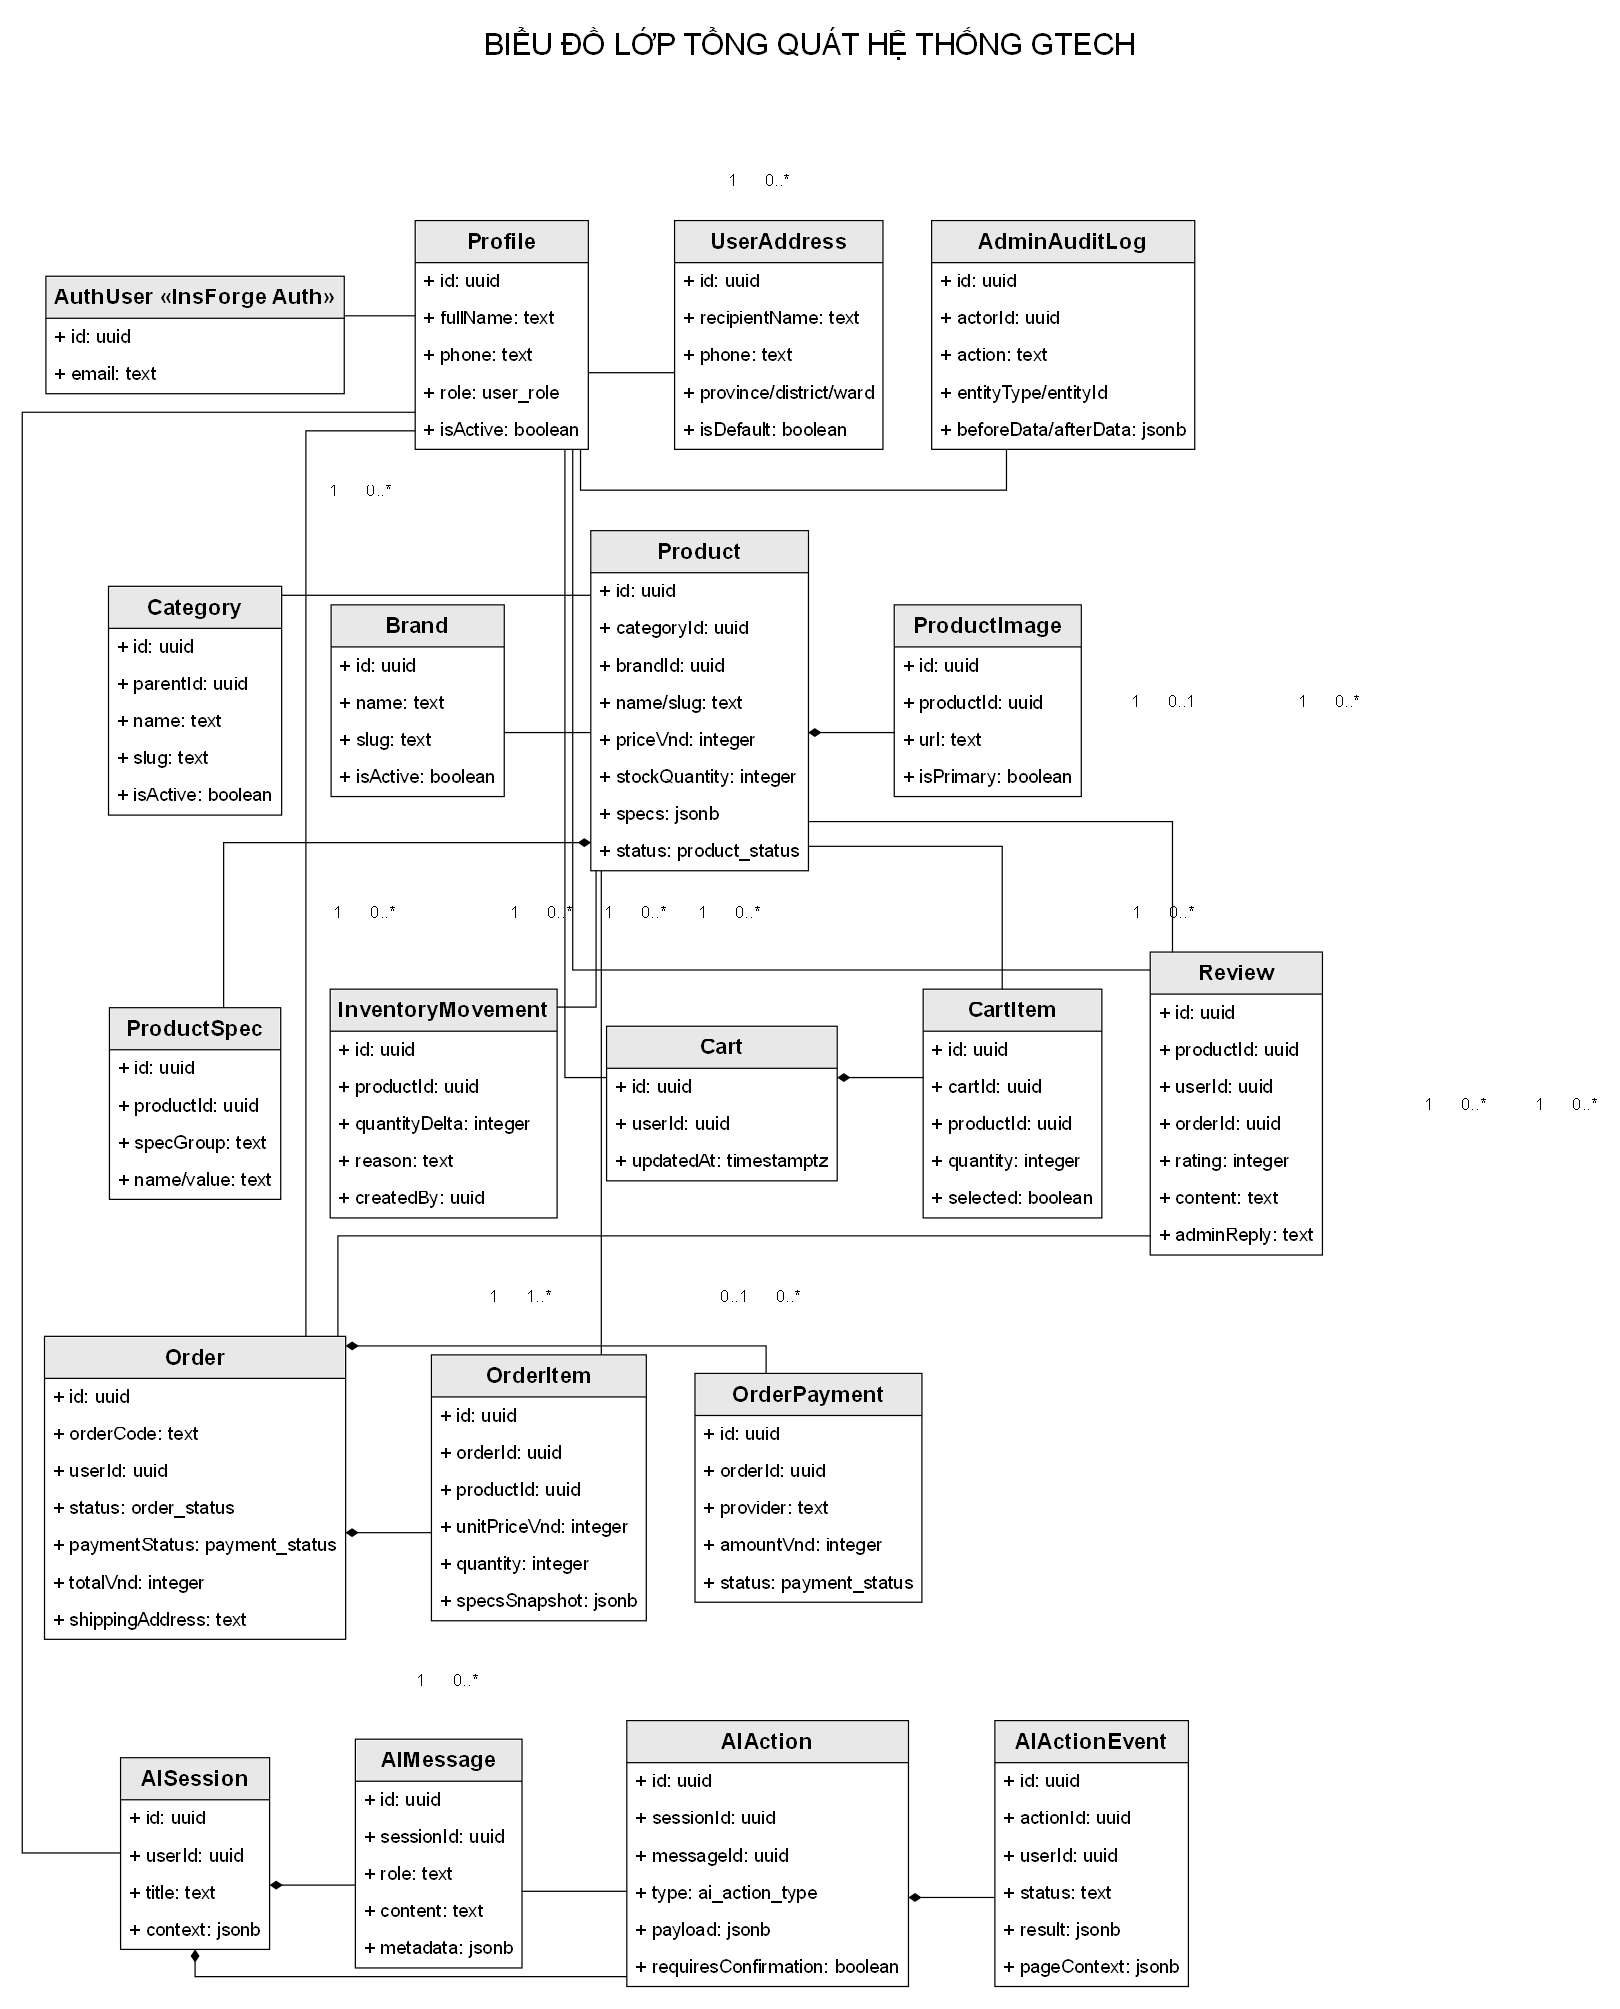 BIỂU ĐỒ LỚP TỔNG QUÁT HỆ THỐNG GTECH
1 0..*
AuthUser «InsForge Auth»
+ id: uuid
+ email: text
Profile
+ id: uuid
+ fullName: text
+ phone: text
+ role: user_role
+ isActive: boolean
UserAddress
+ id: uuid
+ recipientName: text
+ phone: text
+ province/district/ward
+ isDefault: boolean
AdminAuditLog
+ id: uuid
+ actorId: uuid
+ action: text
+ entityType/entityId
+ beforeData/afterData: jsonb
1 0..*
Category
+ id: uuid
+ parentId: uuid
+ name: text
+ slug: text
+ isActive: boolean
Brand
+ id: uuid
+ name: text
+ slug: text
+ isActive: boolean
Product
+ id: uuid
+ categoryId: uuid
+ brandId: uuid
+ name/slug: text
+ priceVnd: integer
+ stockQuantity: integer
+ specs: jsonb
+ status: product_status
ProductImage
+ id: uuid
+ productId: uuid
+ url: text
+ isPrimary: boolean
1 0..1
1 0..*
1 0..*
1 0..*
1 0..*
1 0..*
1 0..*
ProductSpec
+ id: uuid
+ productId: uuid
+ specGroup: text
+ name/value: text
InventoryMovement
+ id: uuid
+ productId: uuid
+ quantityDelta: integer
+ reason: text
+ createdBy: uuid
Cart
+ id: uuid
+ userId: uuid
+ updatedAt: timestamptz
CartItem
+ id: uuid
+ cartId: uuid
+ productId: uuid
+ quantity: integer
+ selected: boolean
Review
+ id: uuid
+ productId: uuid
+ userId: uuid
+ orderId: uuid
+ rating: integer
+ content: text
+ adminReply: text
1 0..*
1 0..*
1 1..*
0..1 0..*
Order
+ id: uuid
+ orderCode: text
+ userId: uuid
+ status: order_status
+ paymentStatus: payment_status
+ totalVnd: integer
+ shippingAddress: text
OrderItem
+ id: uuid
+ orderId: uuid
+ productId: uuid
+ unitPriceVnd: integer
+ quantity: integer
+ specsSnapshot: jsonb
OrderPayment
+ id: uuid
+ orderId: uuid
+ provider: text
+ amountVnd: integer
+ status: payment_status
1 0..*
AISession
+ id: uuid
+ userId: uuid
+ title: text
+ context: jsonb
AIMessage
+ id: uuid
+ sessionId: uuid
+ role: text
+ content: text
+ metadata: jsonb
AIAction
+ id: uuid
+ sessionId: uuid
+ messageId: uuid
+ type: ai_action_type
+ payload: jsonb
+ requiresConfirmation: boolean
AIActionEvent
+ id: uuid
+ actionId: uuid
+ userId: uuid
+ status: text
+ result: jsonb
+ pageContext: jsonb